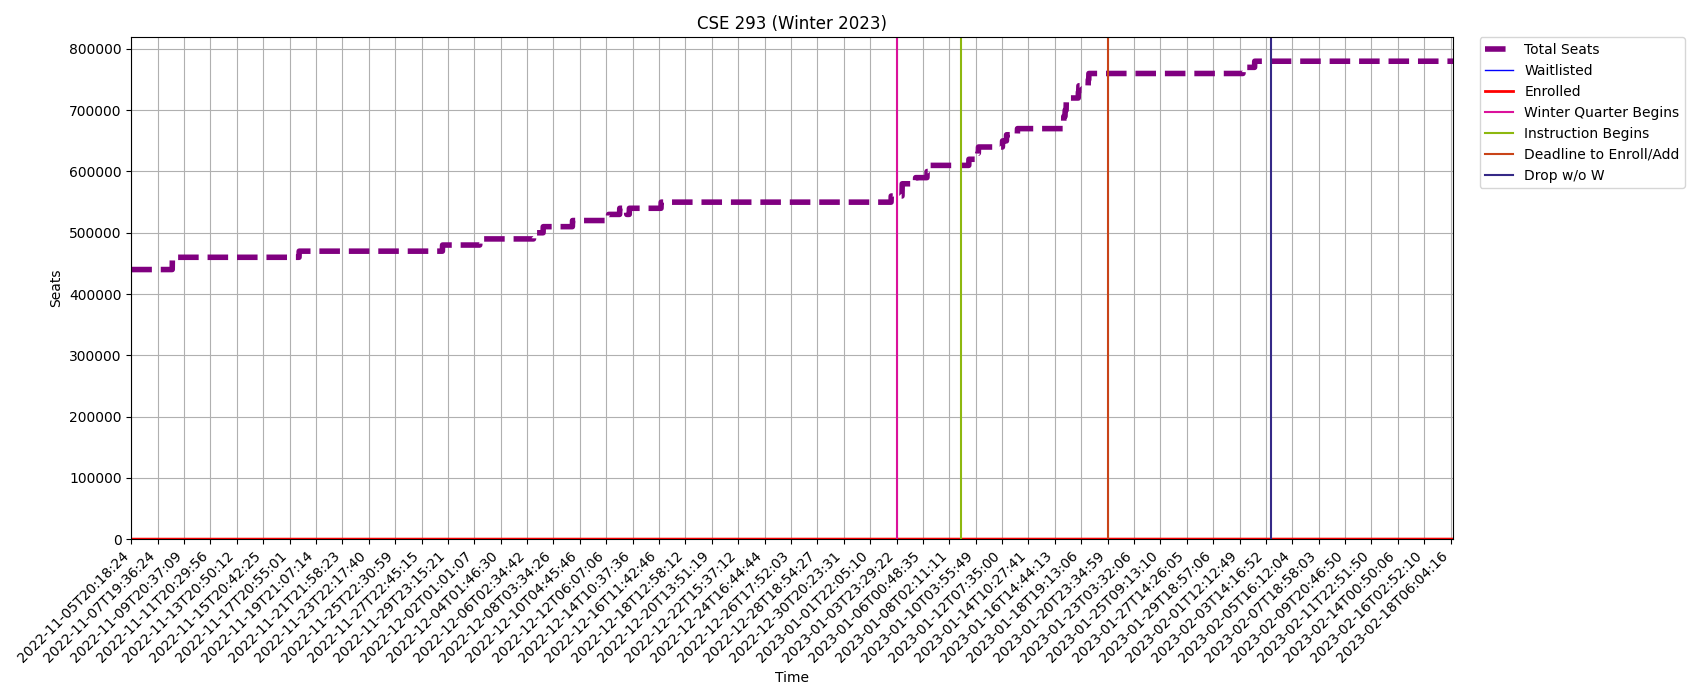 CSE 293 (Winter 2023)
800000
700000
600000
500000
400000
300000
200000
100000
0
Seats
2022-11-05T20:18:24
2022-11-07T19:36:24
2022-11-09T20:37:09
2022-11-11T20:29:56
2022-11-13T20:50:12
2022-11-15T20:42:25
2022-11-17T20:55:01
2022-11-19T21:07:14
2022-11-21T21:58:23
2022-11-23T22:17:40
2022-11-25T22:30:59
2022-11-27T22:45:15
2022-11-29T23:15:21
2022-12-02T01:01:07
2022-12-04T01:46:30
2022-12-06T02:34:42
2022-12-08T03:34:26
2022-12-10T04:45:46
2022-12-12T06:07:06
2022-12-14T10:37:36
2022-12-16T11:42:46
2022-12-18T12:58:12
2022-12-20T13:51:19
2022-12-22T15:37:12
2022-12-24T16:44:44
2022-12-26T17:52:03
2022-12-28T18:54:27
2022-12-30T20:23:31
2023-01-01T22:05:10
2023-01-03T23:29:22
2023-01-06T00:48:35
2023-01-08T02:11:11
2023-01-10T03:55:49
2023-01-12T07:35:00
2023-01-14T10:27:41
2023-01-16T14:44:13
2023-01-18T19:13:06
2023-01-20T23:34:59
2023-01-23T03:32:06
2023-01-25T09:13:10
2023-01-27T14:26:05
2023-01-29T18:57:06
2023-02-01T12:12:49
2023-02-03T14:16:52
2023-02-05T16:12:04
2023-02-07T18:58:03
2023-02-09T20:46:50
2023-02-11T22:51:50
2023-02-14T00:50:06
2023-02-16T02:52:10
2023-02-18T06:04:16
Time
Total Seats
Waitlisted
Enrolled
Winter Quarter Begins
Instruction Begins
Deadline to Enroll/Add
Drop w/o W